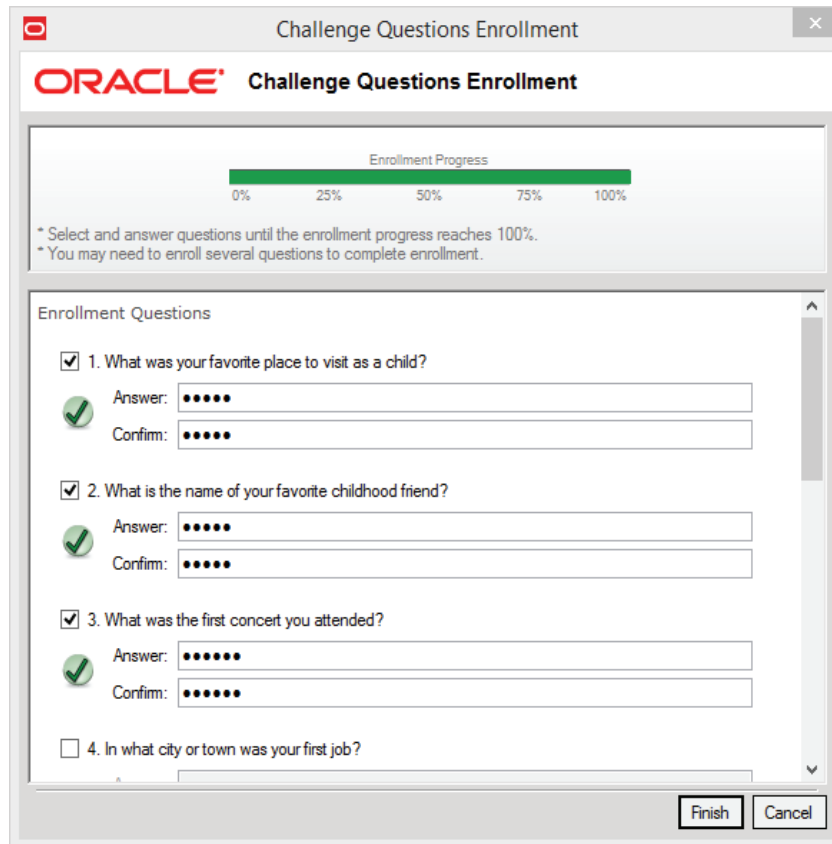 Challenge Questions Enrollment
ORACLE Challenge Questions Enrollment
Enrollment Progress
0% 25% 50% 75% 100%
* Select and answer questions until the enrollment progress reaches 100%.
* You may need to enroll several questions to complete enrollment.
Enrollment Questions
1. What was your favorite place to visit as a child?
Answer: •••••
Confirm: •••••
2. What is the name of your favorite childhood friend?
Answer: •••••
Confirm: •••••
3. What was the first concert you attended?
Answer: ••••••
Confirm: ••••••
4. In what city or town was your first job?
Finish Cancel